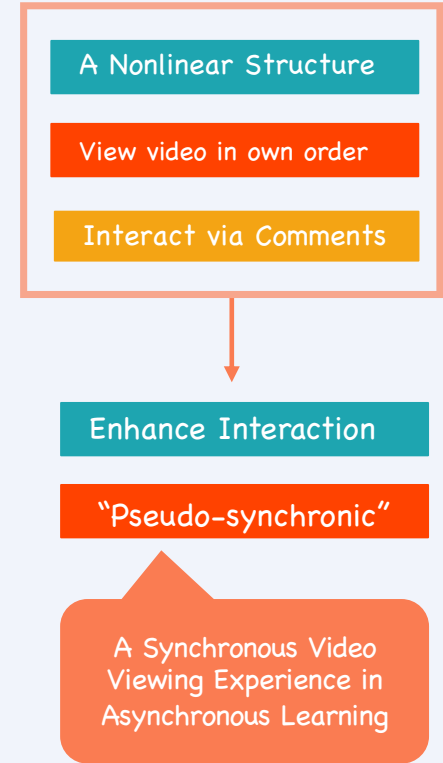 A Nonlinear Structure
View video in own order
Interact via Comments
Enhance Interaction
“Pseudo-synchronic”
A Synchronous Video
Viewing Experience in
Asynchronous Learning